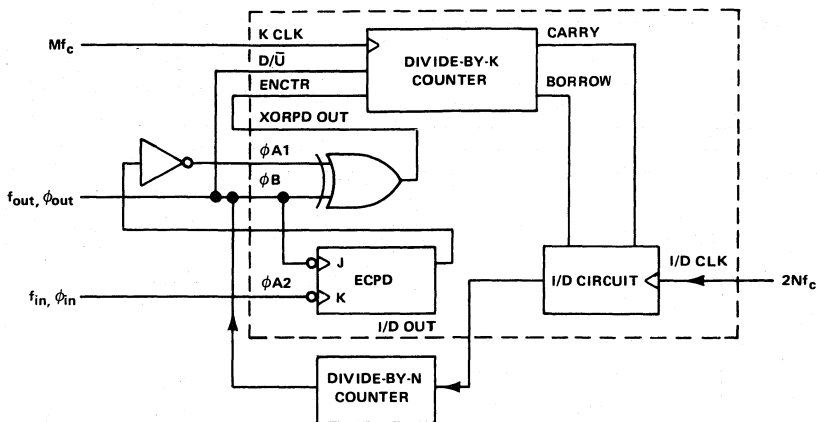 Mfc
K CLK
D/Ū
ENCTR
XORPD OUT
DIVIDE-BY-K
COUNTER
CARRY
BORROW
ϕA1
ϕB
fout, ϕout
J
ECPD
K
ϕA2
fin, ϕin
I/D OUT
I/D CIRCUIT
I/D CLK
2Nfc
DIVIDE-BY-N
COUNTER